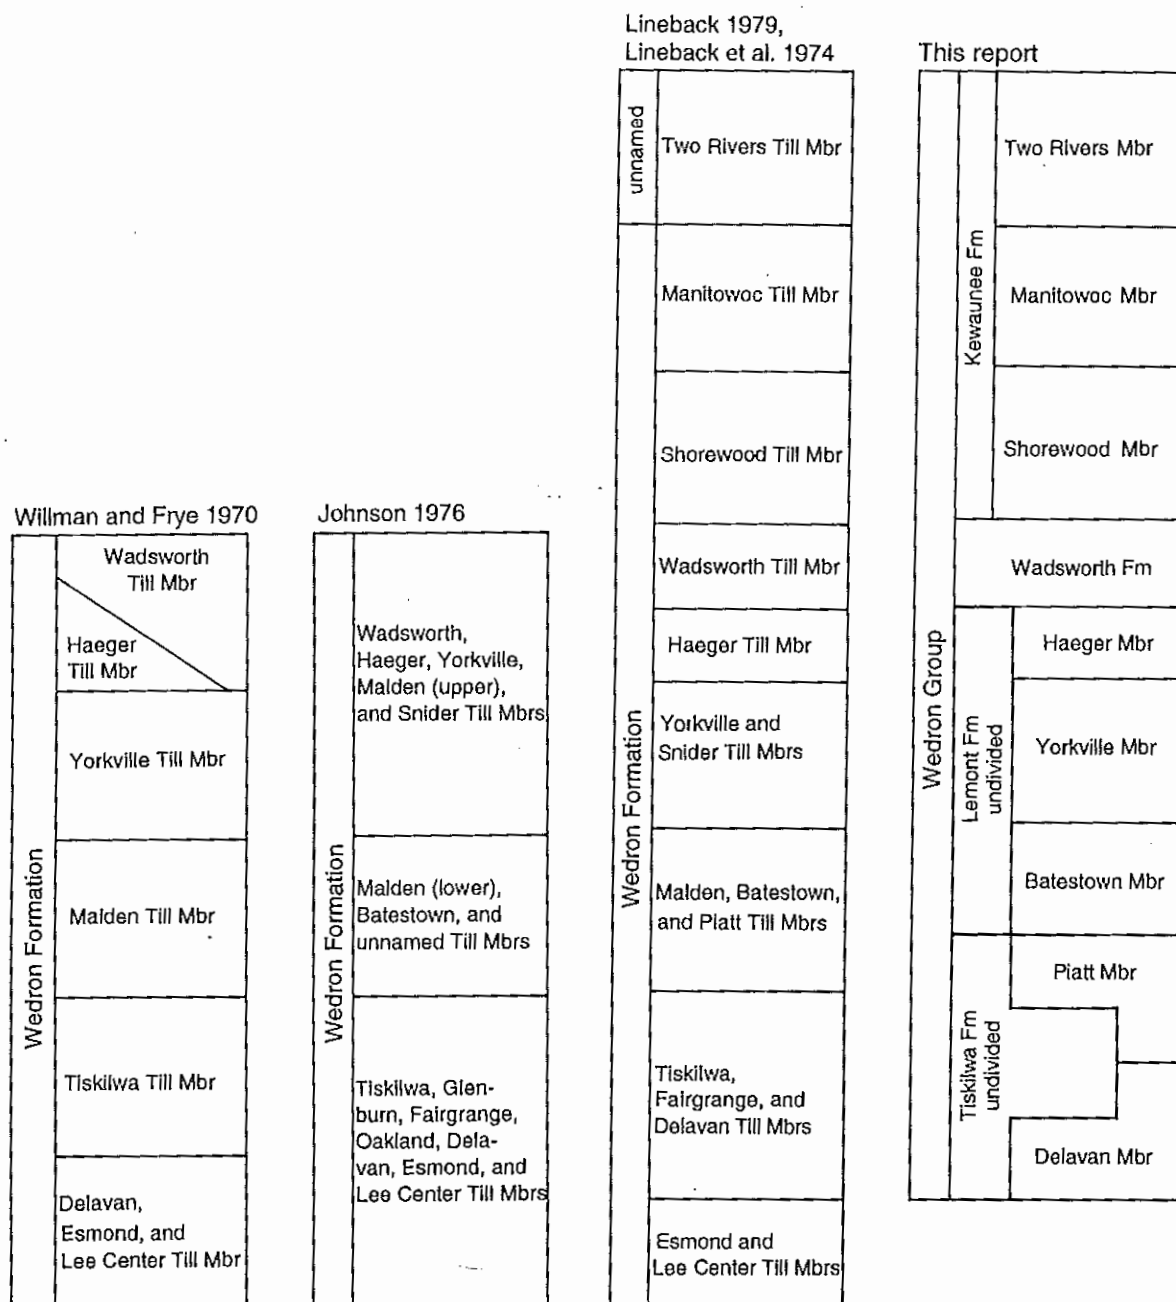 Lineback 1979,
Lineback et al. 1974
unnamed
Two Rivers Till Mbr
Wedron Formation
Manitowoc Till Mbr
Shorewood Till Mbr
Wadsworth Till Mbr
Haeger Till Mbr
Yorkville and
Snider Till Mbrs
Malden, Batestown,
and Piatt Till Mbrs
Tiskilwa,
Fairgrange, and
Delavan Till Mbrs
Esmond and
Lee Center Till Mbrs
This report
Wedron Group
Kewaunee Fm
Two Rivers Mbr
Manitowoc Mbr
Shorewood Mbr
Wadsworth Fm
Lemont Fm
undivided
Haeger Mbr
Yorkville Mbr
Batestown Mbr
Tiskilwa Fm
undivided
Piatt Mbr
Delavan Mbr
Willman and Frye 1970
Wedron Formation
Wadsworth
Till Mbr
Haeger
Till Mbr
Yorkville Till Mbr
Malden Till Mbr
Tiskilwa Till Mbr
Delavan,
Esmond, and
Lee Center Till Mbr
Johnson 1976
Wedron Formation
Wadsworth,
Haeger, Yorkville,
Malden (upper),
and Snider Till Mbrs
Malden (lower),
Batestown, and
unnamed Till Mbrs
Tiskilwa, Glen-
burn, Fairgrange,
Oakland, Dela-
van, Esmond, and
Lee Center Till Mbrs